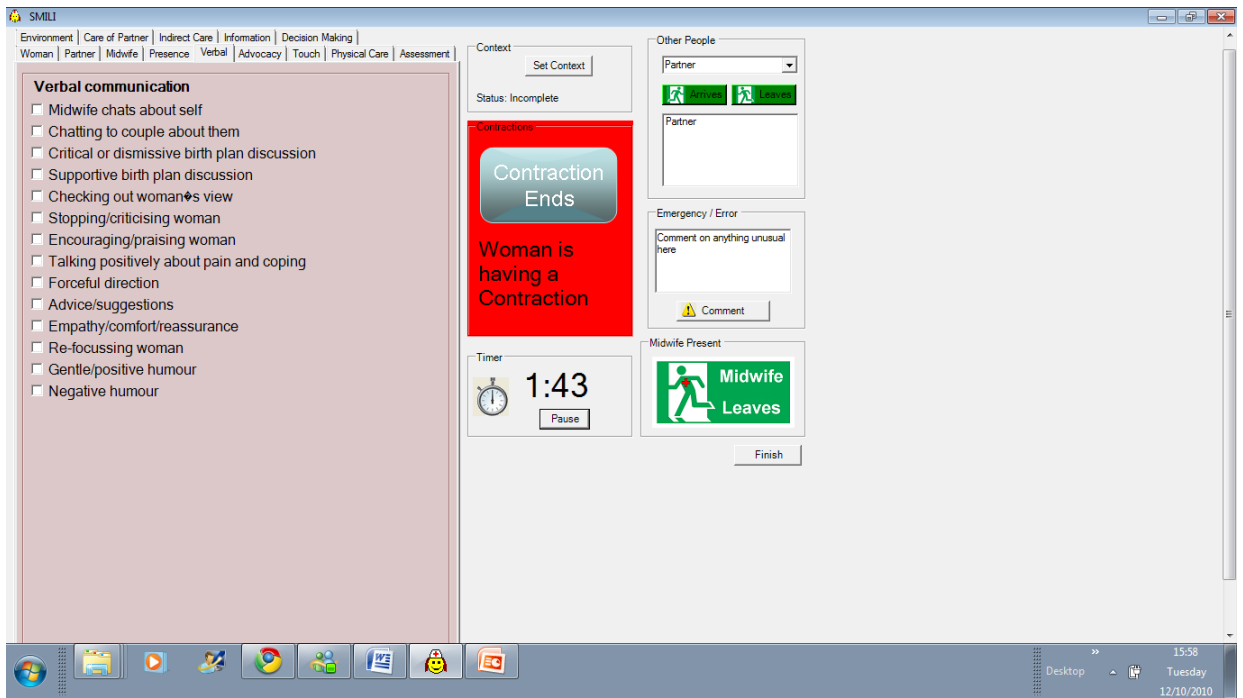 SMILI
Environment | Care of Partner | Indirect Care | Information | Decision Making
Woman | Partner | Midwife | Presence | Verbal | Advocacy | Touch | Physical Care | Assessment
Verbal communication
Midwife chats about self
Chatting to couple about them
Critical or dismissive birth plan discussion
Supportive birth plan discussion
Checking out woman�s view
Stopping/criticising woman
Encouraging/praising woman
Talking positively about pain and coping
Forceful direction
Advice/suggestions
Empathy/comfort/reassurance
Re-focussing woman
Gentle/positive humour
Negative humour
Context
Set Context
Status: Incomplete
Contractions
Contraction
Ends
Woman is
having a
Contraction
Timer
1:43
Pause
Other People
Partner
Arrives
Leaves
Partner
Emergency / Error
Comment on anything unusual
here
Comment
Midwife Present
Midwife
Leaves
Finish
Desktop
15:58
Tuesday
12/10/2010